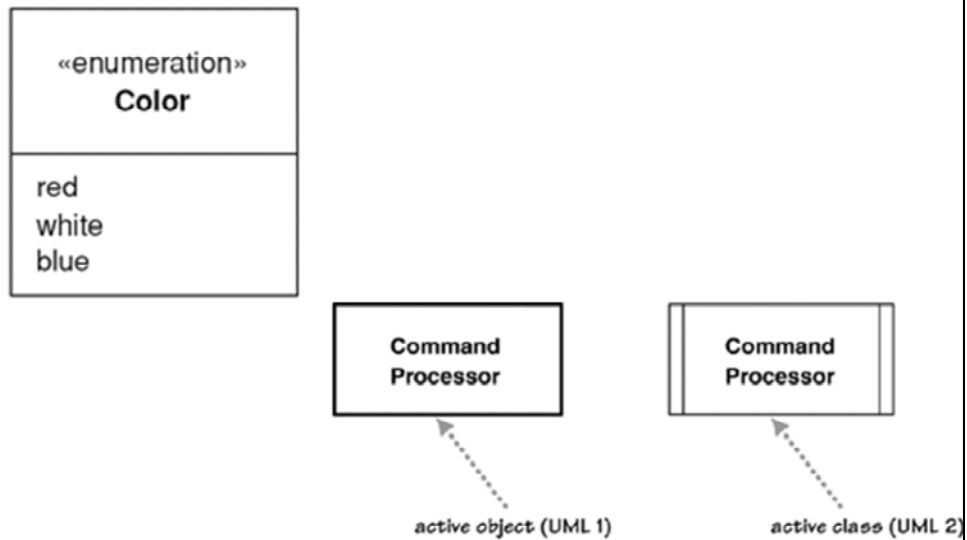 «enumeration»
Color
red
white
blue
Command
Processor
Command
Processor
active object (UML 1)
active class (UML 2)